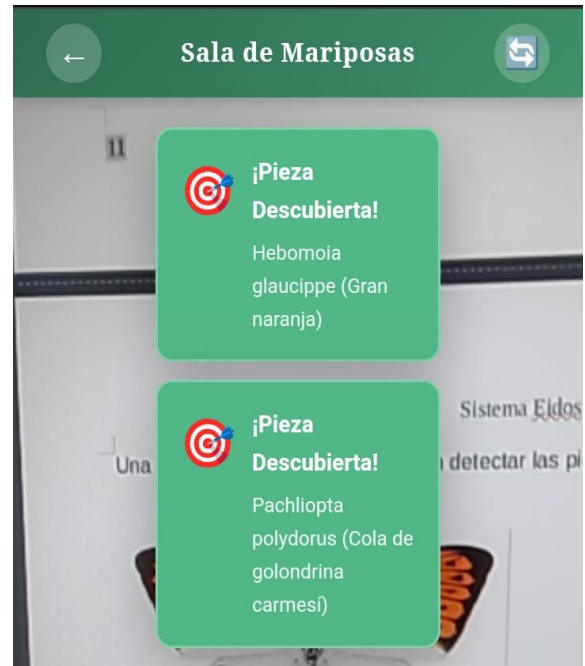 Sala de Mariposas
11
¡Pieza
Descubierta!
Hebomoia
glaucippe (Gran
naranja)
Sistema Eidos
¡Pieza
Descubierta!
Una
detectar las
Pachliopta
polydorus (Cola de
golondrina
carmesí)